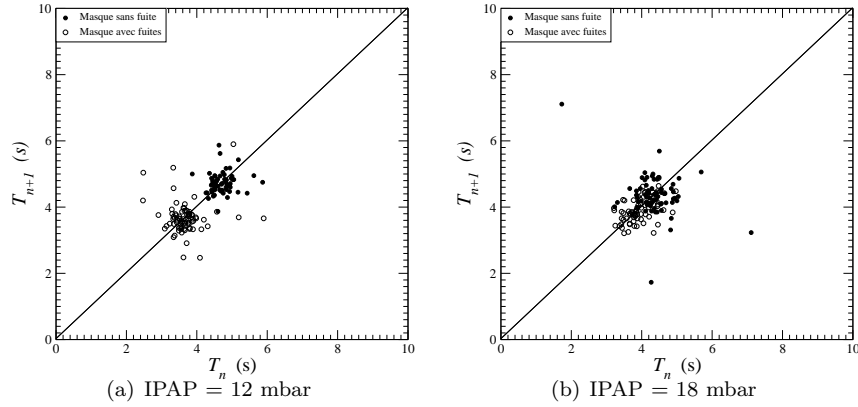 10
Masque sans fuite
Masque avec fuites
8
6
4
2
0
T_{n+1} (s)
0 2 4 6 8 10
T_n (s)
(a) IPAP = 12 mbar
10
Masque sans fuite
Masque avec fuites
8
6
4
2
0
T_{n+1} (s)
0 2 4 6 8 10
T_n (s)
(b) IPAP = 18 mbar